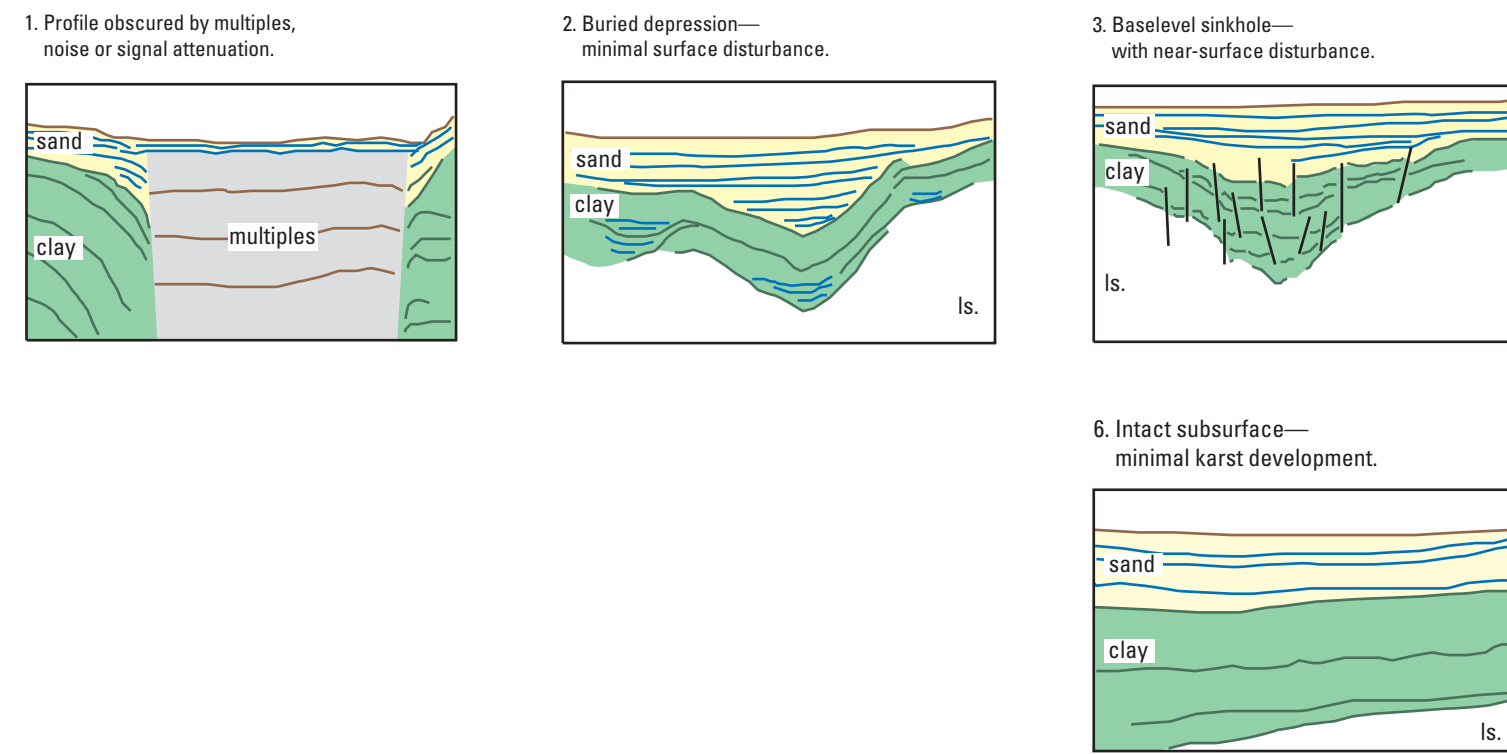 1. Profile obscured by multiples,
noise or signal attenuation.
sand
clay
multiples
2. Buried depression—
minimal surface disturbance.
sand
clay
ls.
3. Baselevel sinkhole—
with near-surface disturbance.
sand
clay
ls.
6. Intact subsurface—
minimal karst development.
sand
clay
ls.